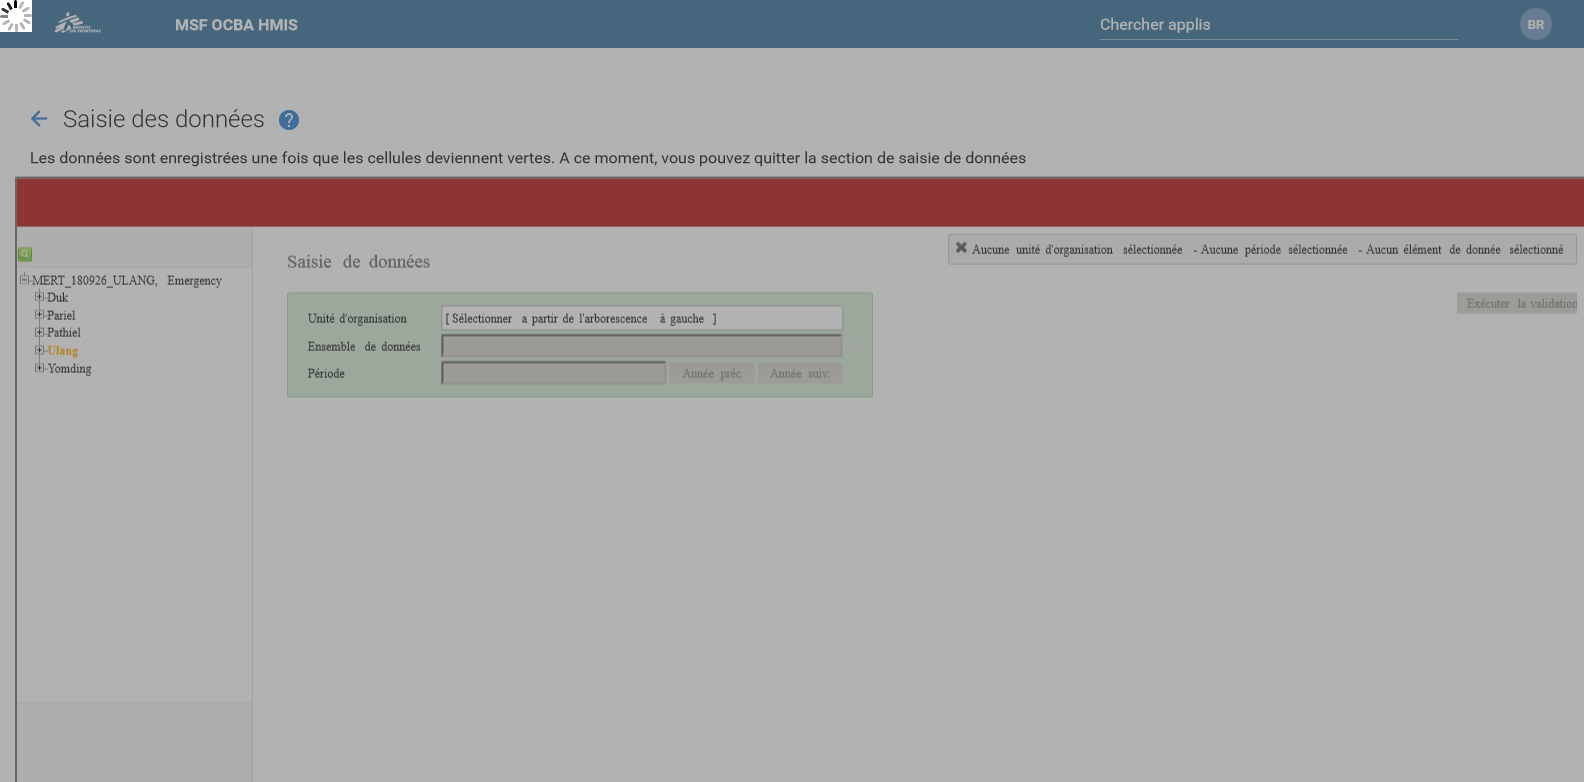 MSF OCBA HMIS
Chercher applis
BR
Saisie des données
Les données sont enregistrées une fois que les cellules deviennent vertes. A ce moment, vous pouvez quitter la section de saisie de données
Aucune unité d'organisation sélectionnée - Aucune période sélectionnée - Aucun élément de donnée sélectionné
Saisie de données
MERT_180926_ULANG, Emergency
Duk
Pariel
Pathiel
Ulang
Yomding
Exécuter la validation
Unité d'organisation [ Sélectionner a partir de l'arborescence à gauche ]
Ensemble de données
Période Année préc Année suiv.